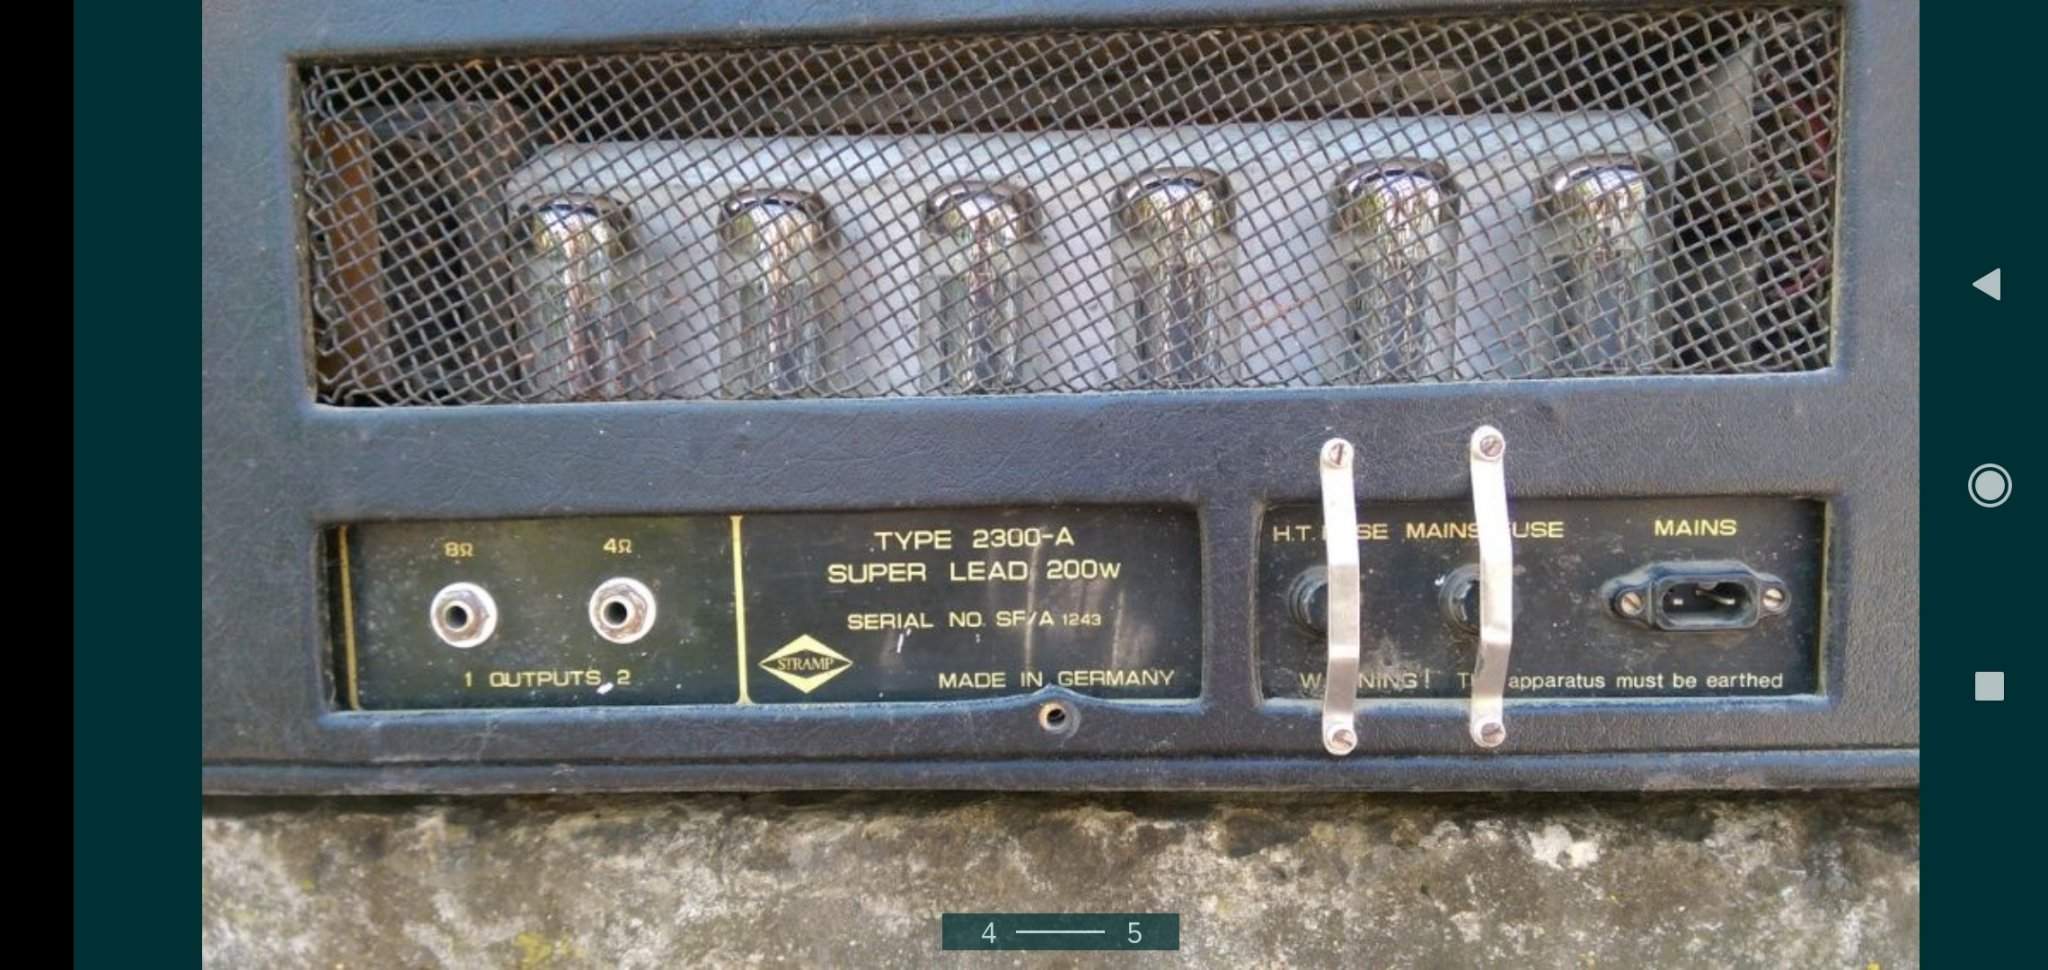 8Ω 4Ω
1 OUTPUTS 2
TYPE 2300-A
SUPER LEAD 200W
SERIAL NO. SF/A 1243
STRAMP
MADE IN GERMANY
H.T. MAINS MAINS
apparatus must be earthed
4 5